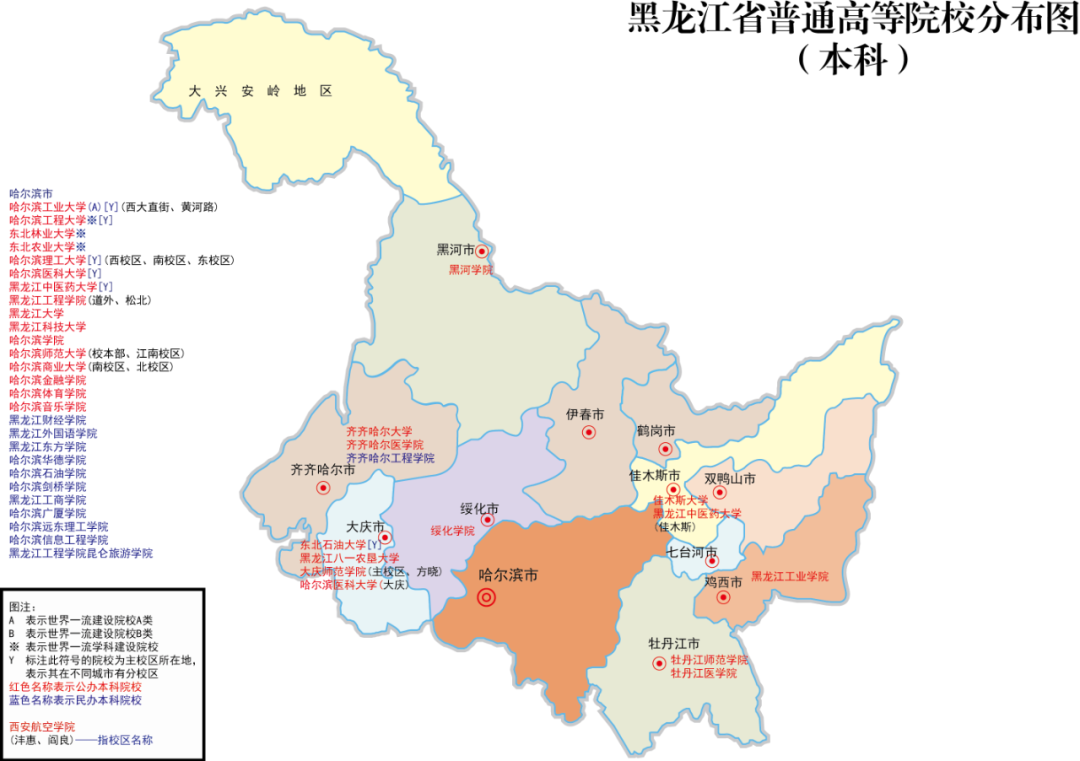 黑龙江省普通高等院校分布图
（本科）
大兴安岭地区
黑河市
黑河学院
哈尔滨市
哈尔滨工业大学(A)[Y](西大直街、黄河路)
哈尔滨工程大学※[Y]
东北林业大学※
东北农业大学※
哈尔滨理工大学[Y](西校区、南校区、东校区)
哈尔滨医科大学[Y]
黑龙江中医药大学[Y]
黑龙江工程学院(道外、松北)
黑龙江大学
黑龙江科技大学
哈尔滨学院
哈尔滨师范大学(校本部、江南校区)
哈尔滨商业大学(南校区、北校区)
哈尔滨金融学院
哈尔滨体育学院
哈尔滨音乐学院
黑龙江财经学院
黑龙江外国语学院
黑龙江东方学院
哈尔滨华德学院
哈尔滨石油学院
哈尔滨剑桥学院
黑龙江工商学院
哈尔滨广厦学院
哈尔滨远东理工学院
哈尔滨信息工程学院
黑龙江工程学院昆仑旅游学院
伊春市
鹤岗市
齐齐哈尔大学
齐齐哈尔医学院
齐齐哈尔工程学院
齐齐哈尔市
佳木斯市
佳木斯大学
黑龙江中医药大学
(佳木斯)
双鸭山市
绥化市
绥化学院
大庆市
东北石油大学[Y]
黑龙江八一农垦大学
大庆师范学院(主校区、方晓)
哈尔滨医科大学(大庆)
七台河市
哈尔滨市
鸡西市
黑龙江工业学院
牡丹江市
牡丹江师范学院
牡丹江医学院
图注：
A 表示世界一流建设院校A类
B 表示世界一流建设院校B类
※ 表示世界一流学科建设院校
Y 标注此符号的院校为主校区所在地，
表示其在不同城市有分校区
红色名称表示公办本科院校
蓝色名称表示民办本科院校
西安航空学院
(沣惠、阎良)——指校区名称